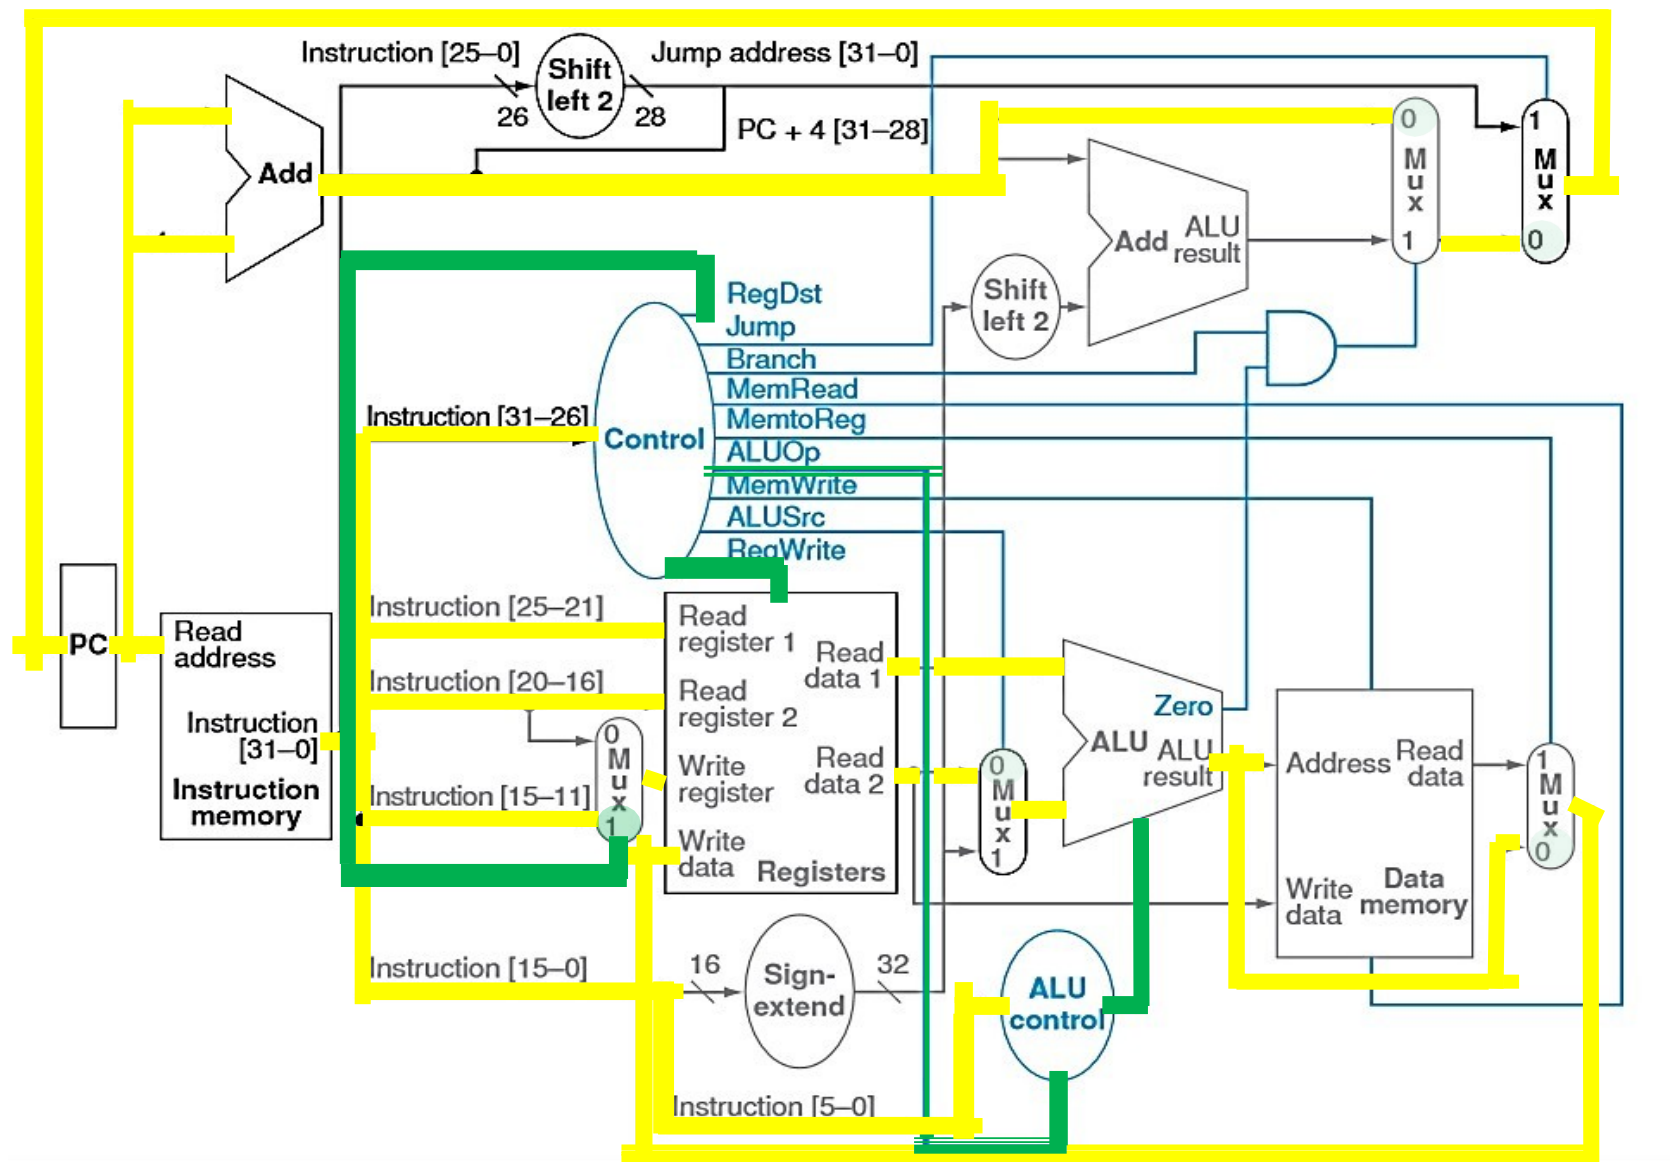 Instruction [25–0]
Shift
left 2
Jump address [31–0]
26
28
PC + 4 [31–28]
Add
0
M
u
x
1
1
M
u
x
0
Add
ALU
result
Shift
left 2
RegDst
Jump
Branch
MemRead
MemtoReg
ALUOp
MemWrite
ALUSrc
RegWrite
Instruction [31–26]
Control
PC
Read
address
Instruction
[31–0]
Instruction
memory
Instruction [25–21]
Instruction [20–16]
Instruction [15–11]
0
M
u
x
1
Read
register 1
Read
register 2
Write
register
Write
data
Read
data 1
Read
data 2
Registers
0
M
u
x
1
Zero
ALU
ALU
result
Address
Read
data
Write
data
Data
memory
1
M
u
x
0
Instruction [15–0]
16
Sign-
extend
32
ALU
control
Instruction [5–0]